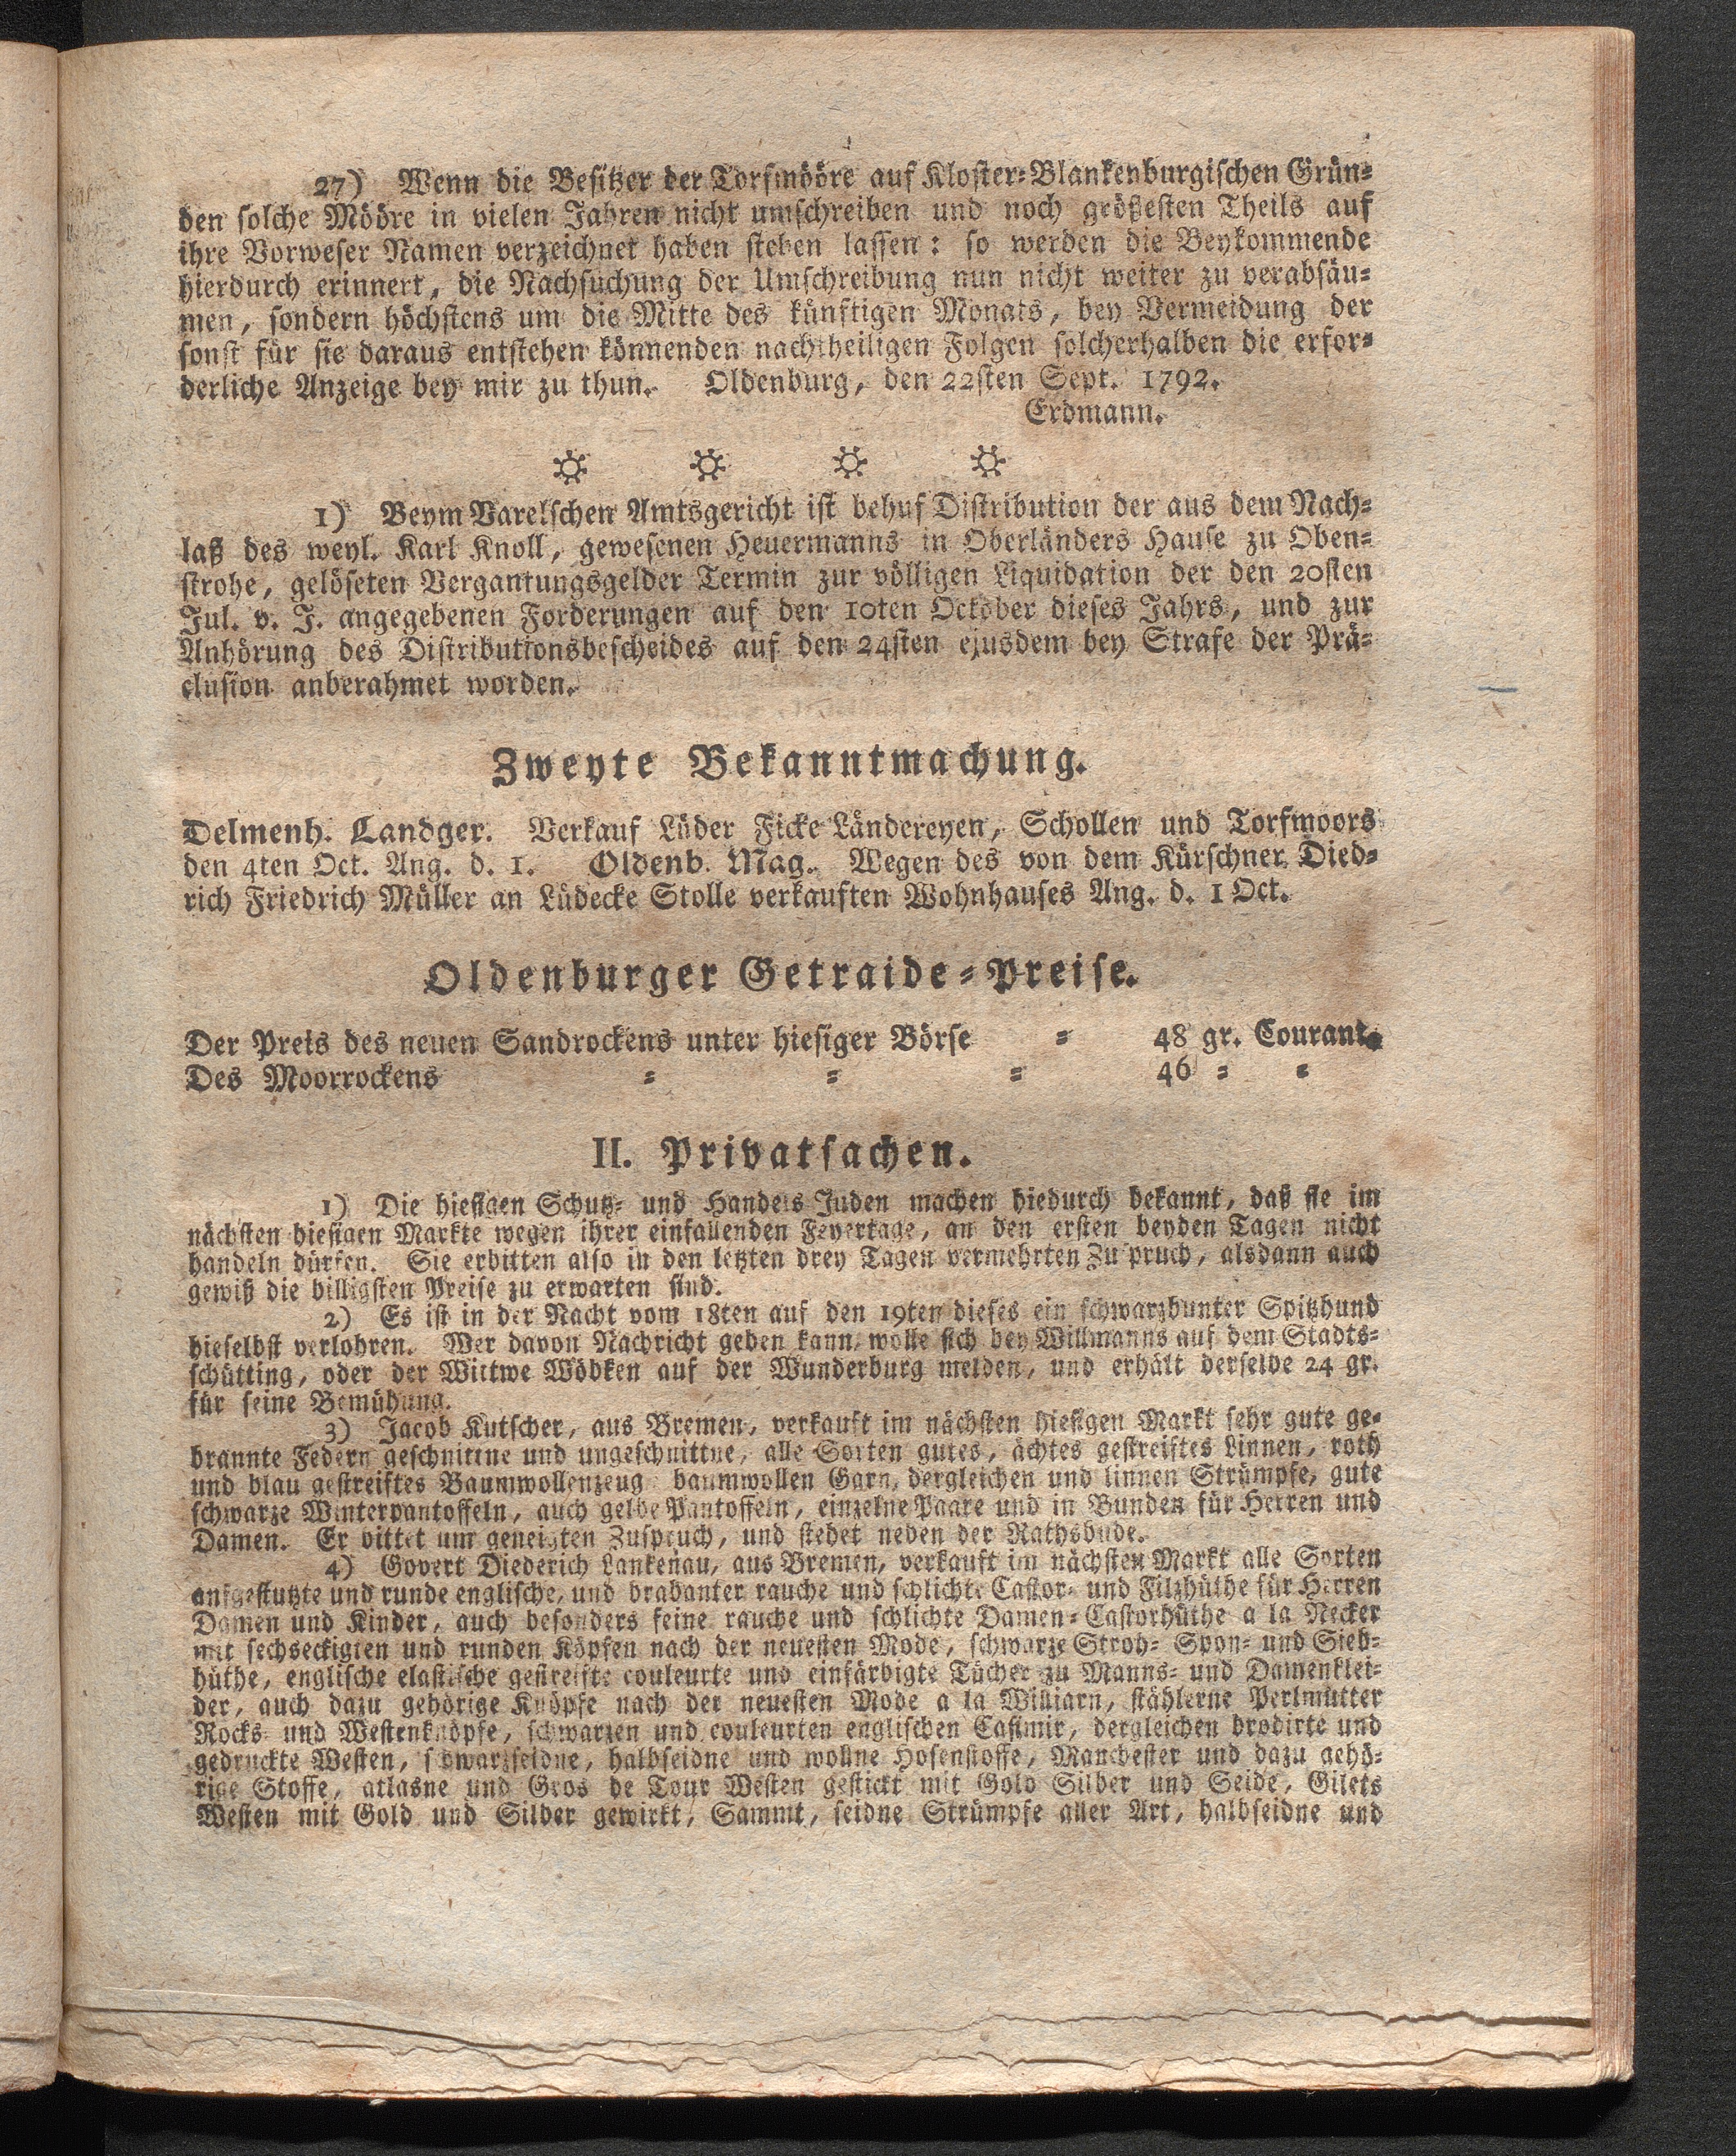 27) Wenn die Besitzer der Torfmööre auf Kloster-Blankenburgischen Grün-
den solche Mööre in vielen Jahren nicht umschreiben und noch größesten Theils auf
ihre Vorweser Namen verzeichnet haben stehen lassen: so werden die Beykommende
hierdurch erinnert, die Nachsuchung der Umschreibung nun nicht weiter zu verabsäu-
men, sondern höchstens um die Mitte des künftigen Monats, bey Vermeidung der
sonst für sie daraus entstehen könnenden nachtheiligen Folgen solcherhalben die erfor-
derliche Anzeige bey mir zu thun. Oldenburg, den 22sten Sept. 1792.
Erdmann.
1) Beym Varelschen Amtsgericht ist behuf Distribution der aus dem Nach-
laß des weyl. Karl Knoll, gewesenen Heuermanns in Oberländers Hause zu Oben-
strohe, gelöseten Vergantungsgelder Termin zur völligen Liquidation der den 20sten
Jul. v. J. angegebenen Forderungen auf den 10ten October dieses Jahrs, und zur
Anhörung des Distributionsbescheides auf den 24sten ejusdem bey Strafe der Prä-
clusion anberahmet worden.
Zweyte Bekanntmachung.
Delmenh. Landger. Verkauf Lüder Ficke Ländereyen, Schollen und Torfmoors
den 4ten Oct. Ang. d. 1. Oldenb. Mag. Wegen des von dem Kürschner Died-
rich Friedrich Müller an Lüdecke Stolle verkauften Wohnhauses Ang. d. 1 Oct.
Oldenburger Getraide-Preise.
Der Preis des neuen Sandrockens unter hiesiger Börse = 48 gr. Courant.
Des Moorrockens = = = 46 = =
II. Privatsachen.
1) Die hiesigen Schutz- und Handels Juden machen hiedurch bekannt, daß sie im
nächsten hiesigen Markte wegen ihrer einfallenden Feyertage, an den ersten beyden Tagen nicht
handeln dürfen. Sie erbitten also in den letzten drey Tagen vermehrten Zuspruch, alsdann auch
gewiß die billigsten Preise zu erwarten sind.
2) Es ist in der Nacht vom 18ten auf den 19ten dieses ein schwarzbunter Spitzhund
hieselbst verlohren. Wer davon Nachricht geben kann, wolle sich bey Willmanns auf dem Stadts-
schütting, oder der Wittwe Wöbken auf der Wunderburg melden, und erhält derselbe 24 gr.
für seine Bemühung.
3) Jacob Kutscher, aus Bremen, verkauft im nächsten hiesigen Markt sehr gute ge-
brannte Federn geschnittne und ungeschnittne, alle Sorten gutes, ächtes gestreiftes Linnen, roth
und blau gestreiftes Baumwollenzeug baumwollen Garn, dergleichen und linnen Strümpfe, gute
schwarze Winterpantoffeln, auch gelbe Pantoffeln, einzelne Paare und in Bunden für Herren und
Damen. Er bittet um geneigten Zuspruch, und stehet neben der Rathsbude.
4) Govert Diederich Lankenau, aus Bremen, verkauft im nächsten Markt alle Sorten
aufgestutzte und runde englische, und brabanter rauche und schlichte Castor- und Filzhüthe für Herren
Damen und Kinder, auch besonders feine rauche und schlichte Damen-Castorhüthe a la Necker
mit sechseckigten und runden Köpfen nach der neuesten Mode, schwarze Stroh- Spon- und Sieb-
hüthe, englische elastische gestreifte couleurte und einfärbigte Tücher zu Manns- und Damenklei-
der, auch dazu gehörige Knöpfe nach der neuesten Mode a la Williarn, stählerne Perlmutter
Rocks- und Westenknöpfe, schwarzen und couleurten englischen Casimir, dergleichen brodirte und
gedruckte Westen, schwarzseidne, halbseidne und wollne Hosenstoffe, Manchester und dazu gehö-
rige Stoffe, atlasne und Gros de Tour Westen gestickt mit Gold Silber und Seide, Gilets
Westen mit Gold und Silber gewirkt, Sammt, seidne Strümpfe aller Art, halbseidne und